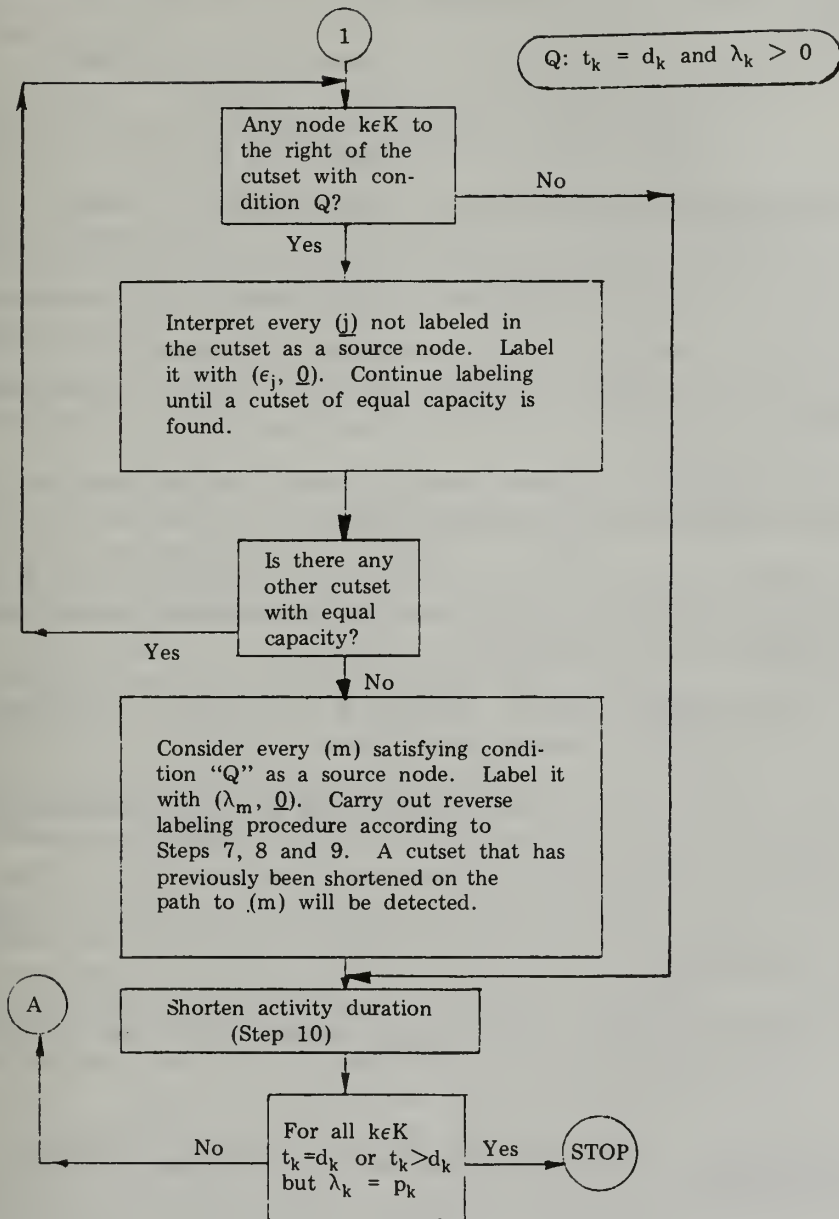 1
Q: t_k = d_k and λ_k > 0
Any node kεK to
the right of the
cutset with con-
dition Q?
No
Yes
Interpret every (j) not labeled in
the cutset as a source node. Label
it with (ε_j, 0). Continue labeling
until a cutset of equal capacity is
found.
Is there any
other cutset
with equal
capacity?
Yes
No
Consider every (m) satisfying condi-
tion “Q” as a source node. Label it
with (λ_m, 0). Carry out reverse
labeling procedure according to
Steps 7, 8 and 9. A cutset that has
previously been shortened on the
path to (m) will be detected.
A
Shorten activity duration
(Step 10)
For all kεK
t_k=d_k or t_k>d_k
but λ_k = p_k
No
Yes
STOP